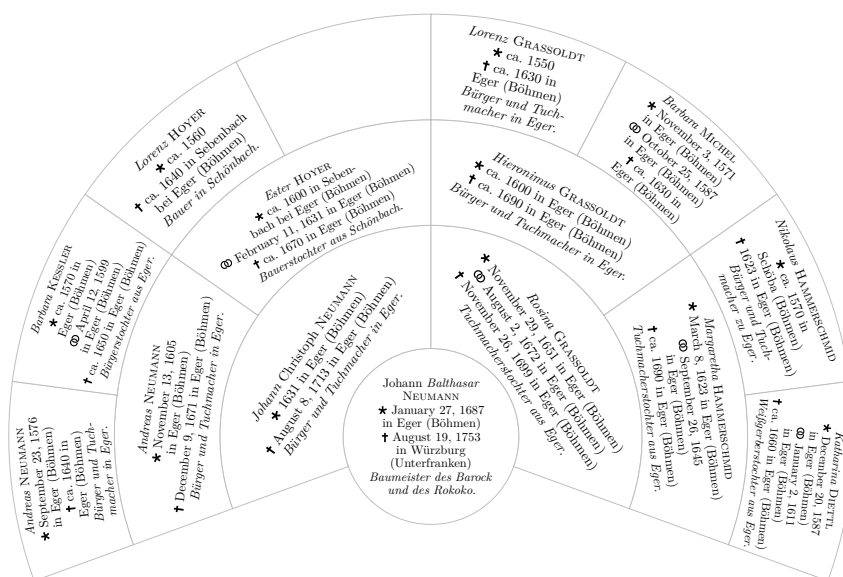 Johann Balthasar
NEUMANN
★ January 27, 1687
in Eger (Böhmen)
† August 19, 1753
in Würzburg
(Unterfranken)
Baumeister des Barock
und des Rokoko.
Johann Christoph NEUMANN
★ 1631 in Eger (Böhmen)
† August 8, 1713 in Eger (Böhmen)
Bürger und Tuchmacher in Eger.
Rosina GRASSOLDT
★ November 29, 1651 in Eger (Böhmen)
⚭ August 2, 1672 in Eger (Böhmen)
† November 26, 1699 in Eger (Böhmen)
Tuchmacherstochter aus Eger.
Andreas NEUMANN
★ November 13, 1605
in Eger (Böhmen)
† December 9, 1671 in Eger (Böhmen)
Bürger und Tuchmacher in Eger.
Ester HOYER
★ ca. 1600 in Seben-
bach bei Eger (Böhmen)
⚭ February 11, 1631 in Eger (Böhmen)
† ca. 1670 in Eger (Böhmen)
Bauerstochter aus Schönbach.
Hieronimus GRASSOLDT
★ ca. 1600 in Eger (Böhmen)
† ca. 1690 in Eger (Böhmen)
Bürger und Tuchmacher in Eger.
Margaretha HAMMERSCHMID
★ March 8, 1623 in Eger (Böhmen)
⚭ September 26, 1645
in Eger (Böhmen)
† ca. 1690 in Eger (Böhmen)
Tuchmacherstochter aus Eger.
Andreas NEUMANN
★ September 23, 1576
in Eger (Böhmen)
† ca. 1640 in
Eger (Böhmen)
Bürger und Tuch-
macher in Eger.
Barbara KESSLER
★ ca. 1570 in
Eger (Böhmen)
⚭ April 12, 1599
in Eger (Böhmen)
† ca. 1650 in Eger (Böhmen)
Bürgerstochter aus Eger.
Lorenz HOYER
★ ca. 1560
† ca. 1640 in Sebenbach
bei Eger (Böhmen)
Bauer in Schönbach.
Lorenz GRASSOLDT
★ ca. 1550
† ca. 1630 in
Eger (Böhmen)
Bürger und Tuch-
macher in Eger.
Barbara MICHEL
★ November 3, 1571
in Eger (Böhmen)
⚭ October 25, 1587
in Eger (Böhmen)
† ca. 1630 in
Eger (Böhmen)
Nikolaus HAMMERSCHMID
★ ca. 1570 in
Schöba (Böhmen)
† 1623 in Eger (Böhmen)
Bürger und Tuch-
macher zu Eger.
Katharina DIETTL
★ December 20, 1587
in Eger (Böhmen)
⚭ January 2, 1611
in Eger (Böhmen)
† ca. 1660 in Eger (Böhmen)
Weißgerberstochter aus Eger.